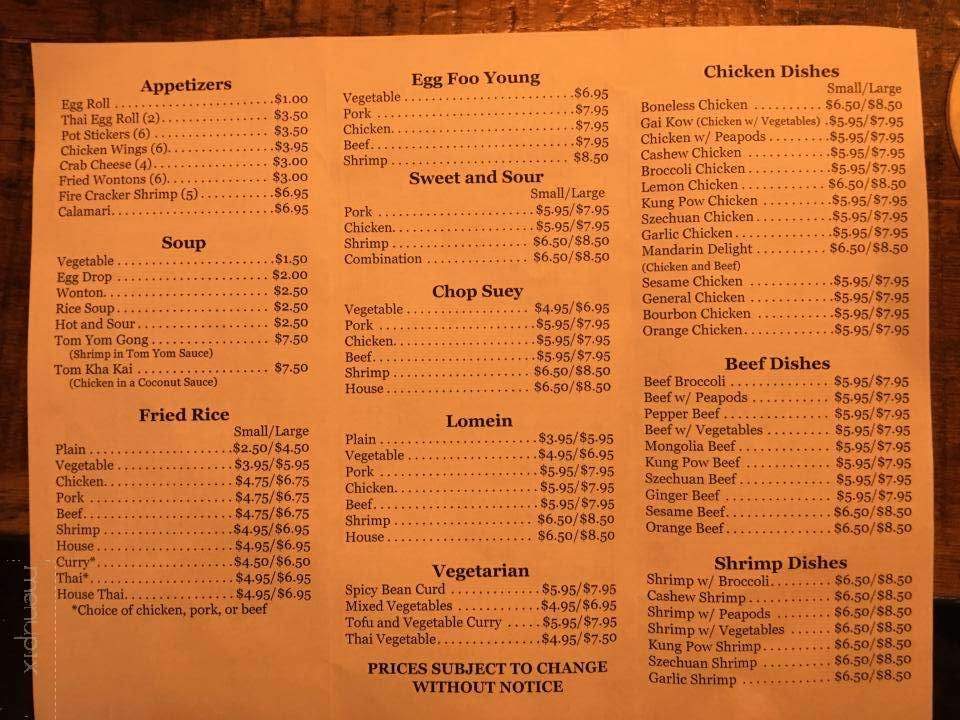 Appetizers
Egg Roll . . . . . . . . . . . . . . . . . . . . . . .$1.00
Thai Egg Roll (2). . . . . . . . . . . . . . . . $3.50
Pot Stickers (6) . . . . . . . . . . . . . . . . . $3.50
Chicken Wings (6). . . . . . . . . . . . . . .$3.95
Crab Cheese (4). . . . . . . . . . . . . . . . . $3.00
Fried Wontons (6). . . . . . . . . . . . . . . $3.00
Fire Cracker Shrimp (5) . . . . . . . . . .$6.95
Calamari. . . . . . . . . . . . . . . . . . . . . . .$6.95
Soup
Vegetable . . . . . . . . . . . . . . . . . . . . . .$1.50
Egg Drop . . . . . . . . . . . . . . . . . . . . . $2.00
Wonton. . . . . . . . . . . . . . . . . . . . . . . $2.50
Rice Soup. . . . . . . . . . . . . . . . . . . . . .$2.50
Hot and Sour . . . . . . . . . . . . . . . . . . $2.50
Tom Yom Gong . . . . . . . . . . . . . . . . $7.50
(Shrimp in Tom Yom Sauce)
Tom Kha Kai . . . . . . . . . . . . . . . . . . $7.50
(Chicken in a Coconut Sauce)
Fried Rice
Small/Large
Plain . . . . . . . . . . . . . . . . . . . . .$2.50/$4.50
Vegetable . . . . . . . . . . . . . . . . . $3.95/$5.95
Chicken. . . . . . . . . . . . . . . . . . . $4.75/$6.75
Pork . . . . . . . . . . . . . . . . . . . . . $4.75/$6.75
Beef. . . . . . . . . . . . . . . . . . . . . . $4.75/$6.75
Shrimp . . . . . . . . . . . . . . . . . . .$4.95/$6.95
House . . . . . . . . . . . . . . . . . . . .$4.95/$6.95
Curry* . . . . . . . . . . . . . . . . . . . $4.50/$6.50
Thai* . . . . . . . . . . . . . . . . . . . . .$4.95/$6.95
House Thai. . . . . . . . . . . . . . . . $4.95/$6.95
*Choice of chicken, pork, or beef
Egg Foo Young
Vegetable . . . . . . . . . . . . . . . . . . . . . . . .$6.95
Pork . . . . . . . . . . . . . . . . . . . . . . . . . . . .$7.95
Chicken. . . . . . . . . . . . . . . . . . . . . . . . . .$7.95
Beef. . . . . . . . . . . . . . . . . . . . . . . . . . . . .$7.95
Shrimp . . . . . . . . . . . . . . . . . . . . . . . . . . $8.50
Sweet and Sour
Small/Large
Pork . . . . . . . . . . . . . . . . . . . . . .$5.95/$7.95
Chicken. . . . . . . . . . . . . . . . . . . . $5.95/$7.95
Shrimp . . . . . . . . . . . . . . . . . . . . $6.50/$8.50
Combination . . . . . . . . . . . . . . . $6.50/$8.50
Chop Suey
Vegetable . . . . . . . . . . . . . . . . . . $4.95/$6.95
Pork . . . . . . . . . . . . . . . . . . . . . . .$5.95/$7.95
Chicken. . . . . . . . . . . . . . . . . . . . .$5.95/$7.95
Beef. . . . . . . . . . . . . . . . . . . . . . . .$5.95/$7.95
Shrimp . . . . . . . . . . . . . . . . . . . . $6.50/$8.50
House . . . . . . . . . . . . . . . . . . . . . $6.50/$8.50
Lomein
Plain . . . . . . . . . . . . . . . . . . . . . . $3.95/$5.95
Vegetable . . . . . . . . . . . . . . . . . . $4.95/$6.95
Pork . . . . . . . . . . . . . . . . . . . . . . $5.95/$7.95
Chicken. . . . . . . . . . . . . . . . . . . . $5.95/$7.95
Beef. . . . . . . . . . . . . . . . . . . . . . . $5.95/$7.95
Shrimp . . . . . . . . . . . . . . . . . . . . $6.50/$8.50
House. . . . . . . . . . . . . . . . . . . . . .$6.50/$8.50
Vegetarian
Spicy Bean Curd . . . . . . . . . . . . .$5.95/$7.95
Mixed Vegetables . . . . . . . . . . . . $4.95/$6.95
Tofu and Vegetable Curry . . . . .$5.95/$7.95
Thai Vegetable. . . . . . . . . . . . . . . $4.95/$7.50
PRICES SUBJECT TO CHANGE
WITHOUT NOTICE
Chicken Dishes
Small/Large
Boneless Chicken . . . . . . . . . . $6.50/$8.50
Gai Kow (Chicken w/ Vegetables) .$5.95/$7.95
Chicken w/ Peapods . . . . . . . . .$5.95/$7.95
Cashew Chicken . . . . . . . . . . . . $5.95/$7.95
Broccoli Chicken . . . . . . . . . . . .$5.95/$7.95
Lemon Chicken . . . . . . . . . . . . $6.50/$8.50
Kung Pow Chicken . . . . . . . . . .$5.95/$7.95
Szechuan Chicken . . . . . . . . . . .$5.95/$7.95
Garlic Chicken. . . . . . . . . . . . . . .$5.95/$7.95
Mandarin Delight . . . . . . . . . . . $6.50/$8.50
(Chicken and Beef)
Sesame Chicken . . . . . . . . . . . .$5.95/$7.95
General Chicken . . . . . . . . . . . .$5.95/$7.95
Bourbon Chicken . . . . . . . . . . . $5.95/$7.95
Orange Chicken. . . . . . . . . . . . . $5.95/$7.95
Beef Dishes
Beef Broccoli . . . . . . . . . . . . . . $5.95/$7.95
Beef w/ Peapods . . . . . . . . . . . . $5.95/$7.95
Pepper Beef . . . . . . . . . . . . . . . . $5.95/$7.95
Beef w/ Vegetables . . . . . . . . . . $5.95/$7.95
Mongolia Beef . . . . . . . . . . . . . . $5.95/$7.95
Kung Pow Beef . . . . . . . . . . . . . $5.95/$7.95
Szechuan Beef . . . . . . . . . . . . . . $5.95/$7.95
Ginger Beef . . . . . . . . . . . . . . . . $5.95/$7.95
Sesame Beef. . . . . . . . . . . . . . . .$6.50/$8.50
Orange Beef . . . . . . . . . . . . . . . .$6.50/$8.50
Shrimp Dishes
Shrimp w/ Broccoli. . . . . . . . . $6.50/$8.50
Cashew Shrimp . . . . . . . . . . . . .$6.50/$8.50
Shrimp w/ Peapods . . . . . . . . . $6.50/$8.50
Shrimp w/ Vegetables . . . . . . $6.50/$8.50
Kung Pow Shrimp. . . . . . . . . . . $6.50/$8.50
Szechuan Shrimp . . . . . . . . . . . $6.50/$8.50
Garlic Shrimp . . . . . . . . . . . . . . $6.50/$8.50
menupix